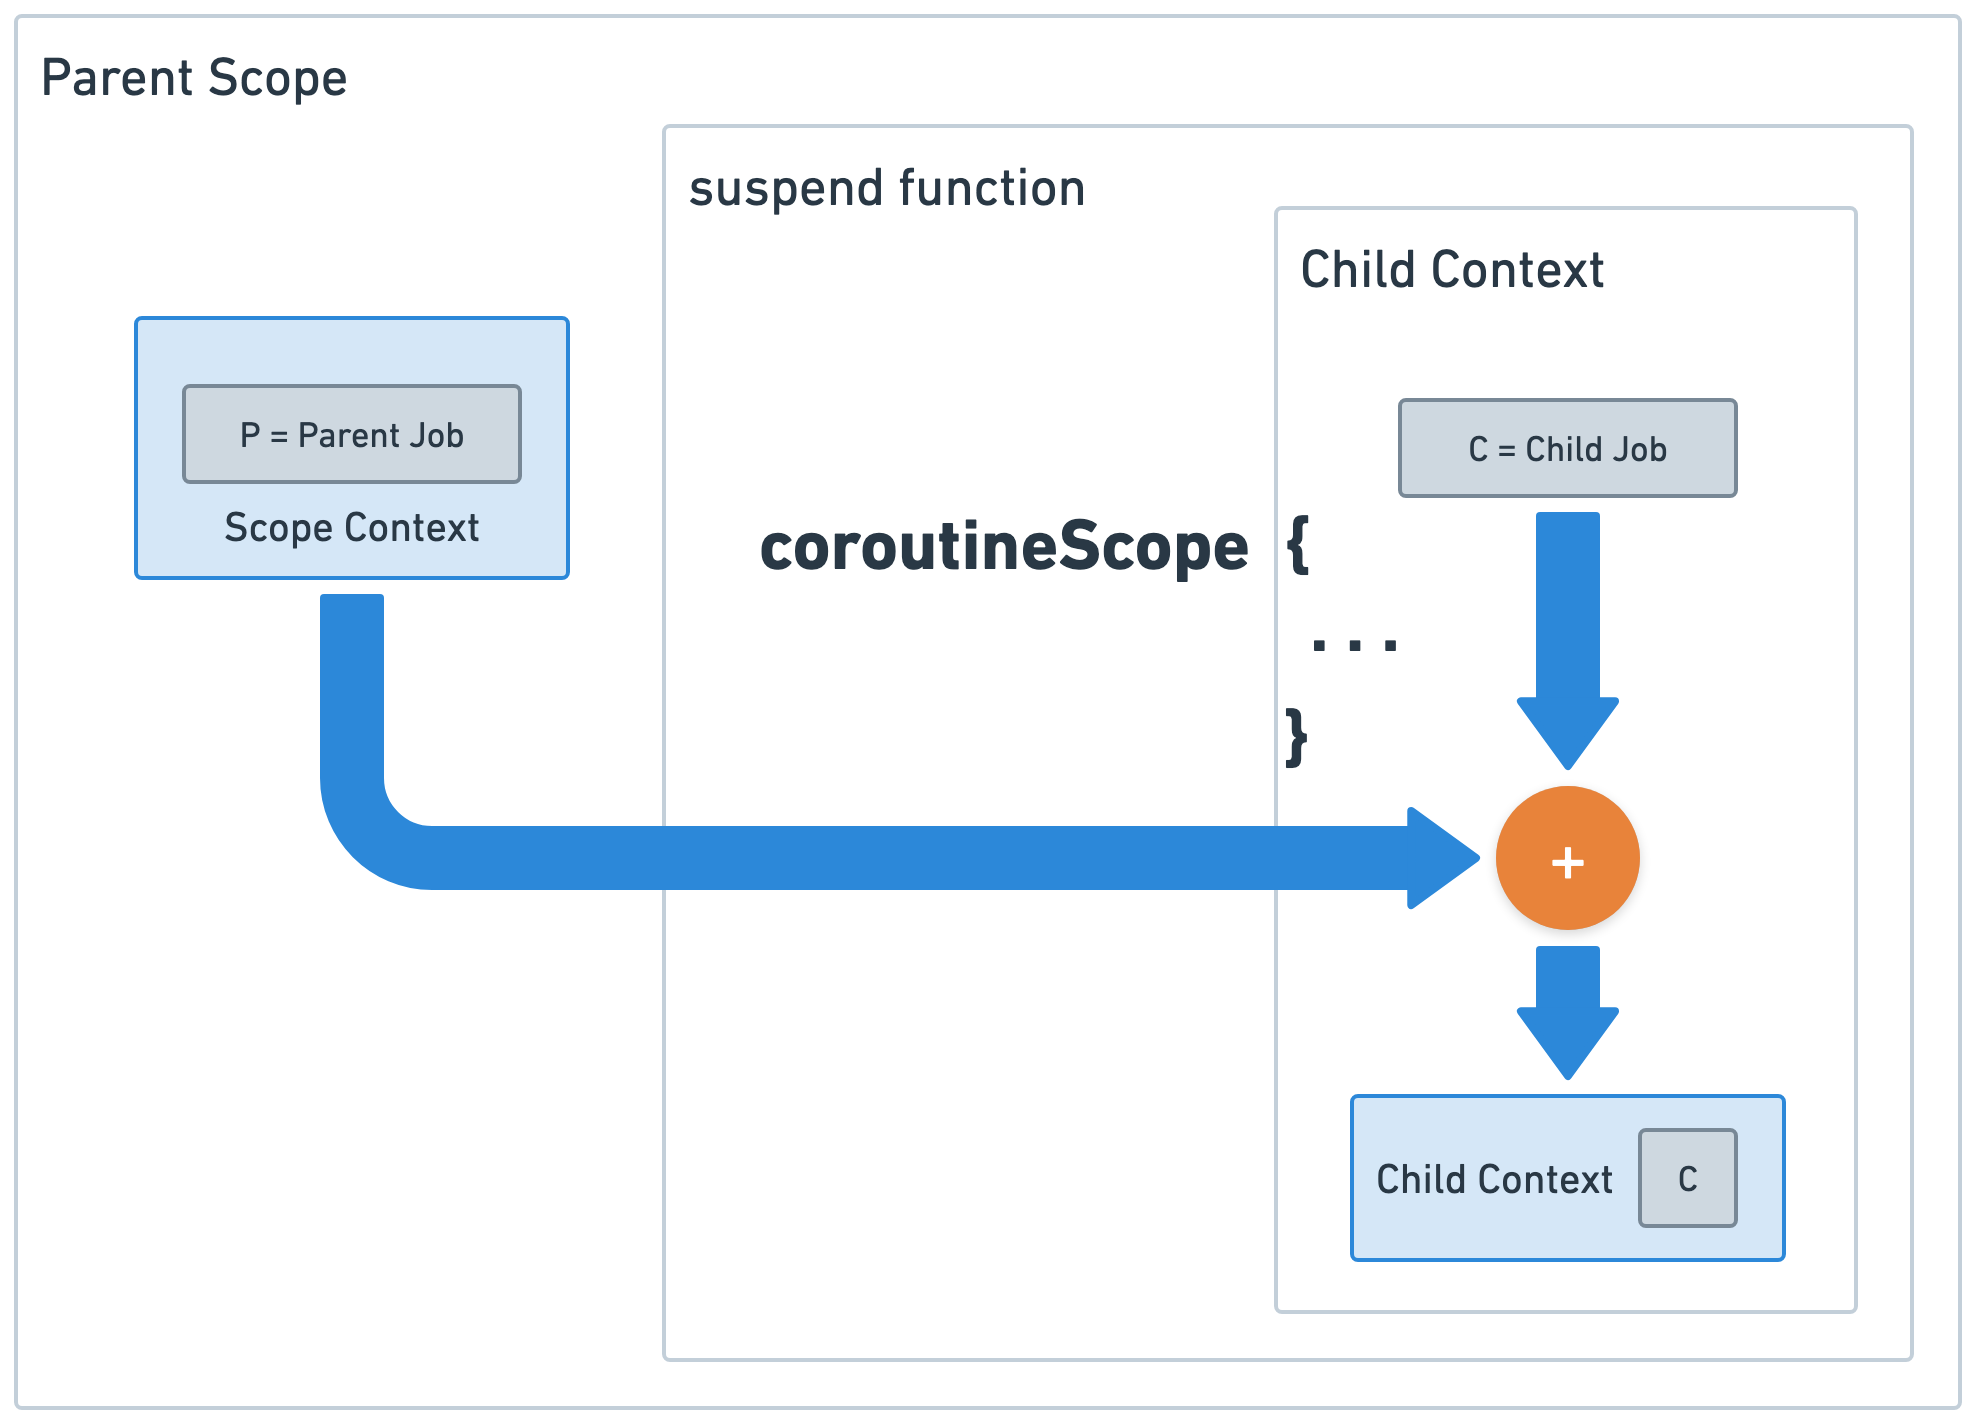 Parent Scope
suspend function
Child Context
P = Parent Job
Scope Context
C = Child Job
coroutineScope {
...
}
+
Child Context
C